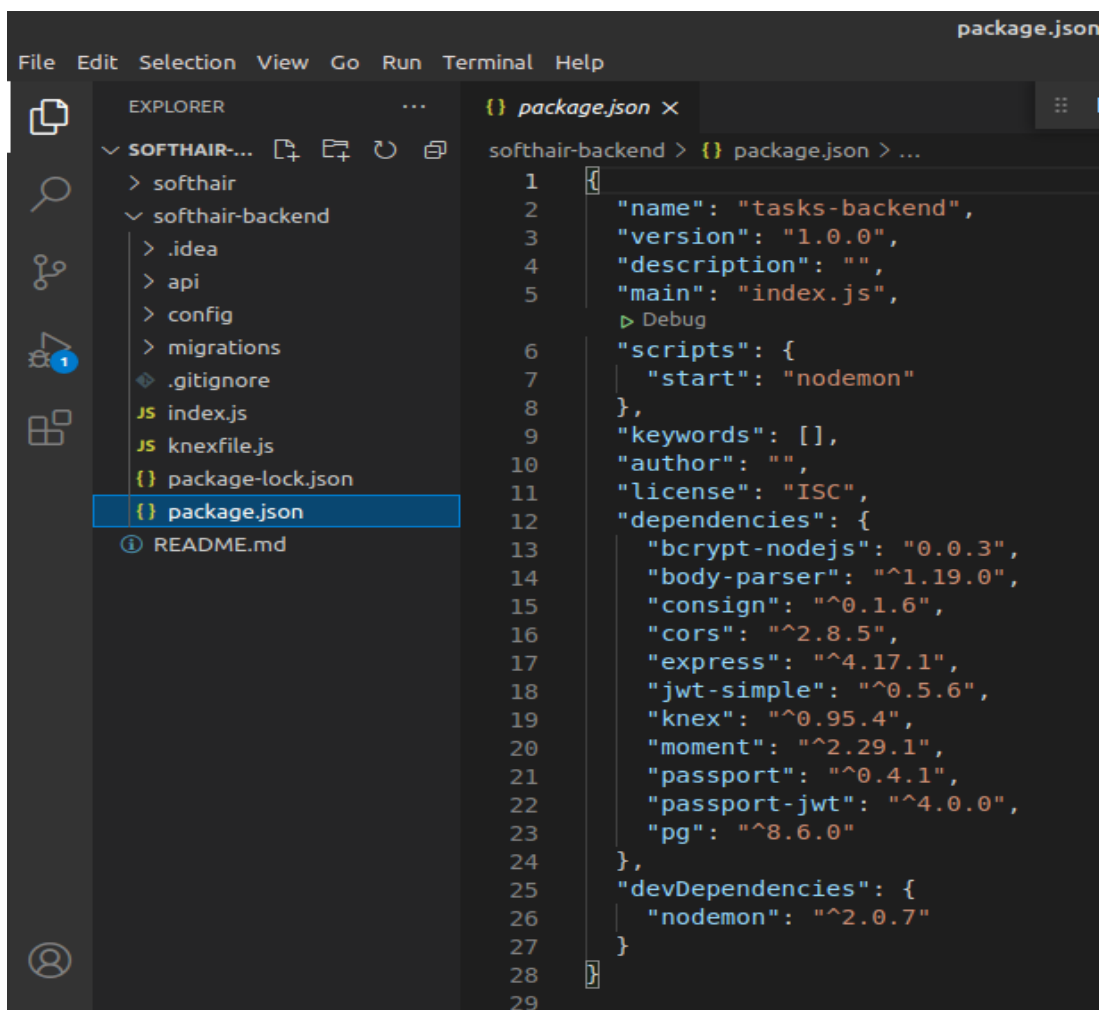 package.json
File Edit Selection View Go Run Terminal Help
EXPLORER ...
SOFTHAIR-...
softhair
softhair-backend
.idea
api
config
migrations
.gitignore
JS index.js
JS knexfile.js
{} package-lock.json
{} package.json
README.md
1
{} package.json ×
softhair-backend > {} package.json > ...
1 {
2 "name": "tasks-backend",
3 "version": "1.0.0",
4 "description": "",
5 "main": "index.js",
Debug
6 "scripts": {
7 "start": "nodemon"
8 },
9 "keywords": [],
10 "author": "",
11 "license": "ISC",
12 "dependencies": {
13 "bcrypt-nodejs": "0.0.3",
14 "body-parser": "^1.19.0",
15 "consign": "^0.1.6",
16 "cors": "^2.8.5",
17 "express": "^4.17.1",
18 "jwt-simple": "^0.5.6",
19 "knex": "^0.95.4",
20 "moment": "^2.29.1",
21 "passport": "^0.4.1",
22 "passport-jwt": "^4.0.0",
23 "pg": "^8.6.0"
24 },
25 "devDependencies": {
26 "nodemon": "^2.0.7"
27 }
28 }
29